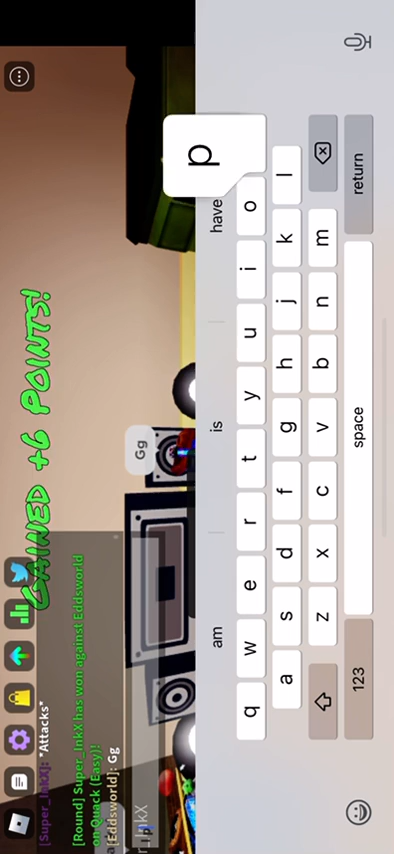 GAINED +6 POINTS!
[Super_InkX]: *Attacks*
[Round] Super_InkX has won against Eddsworld
on Quack (Easy)!
[Eddsworld]: Gg
Gg
am is have
q w e r t y u i o p
a s d f g h j k l
z x c v b n m
123 space return